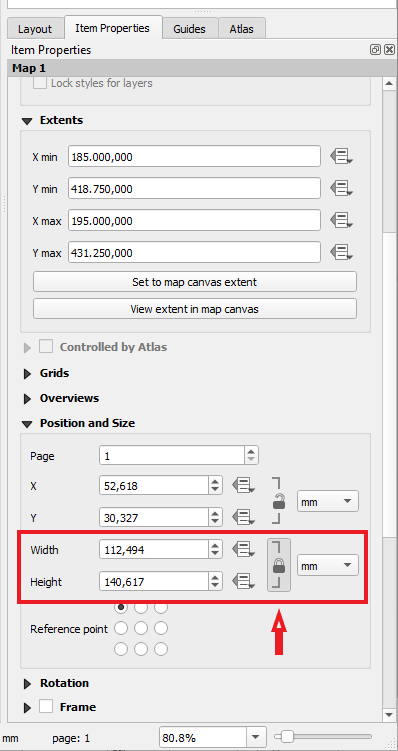 Layout Item Properties Guides Atlas
Item Properties
Map 1
Lock styles for layers
Extents
X min 185.000,000
Y min 418.750,000
X max 195.000,000
Y max 431.250,000
Set to map canvas extent
View extent in map canvas
Controlled by Atlas
Grids
Overviews
Position and Size
Page 1
X 52,618 mm
Y 30,327
Width 112,494 mm
Height 140,617
Reference point
Rotation
Frame
mm page: 1 80.8%